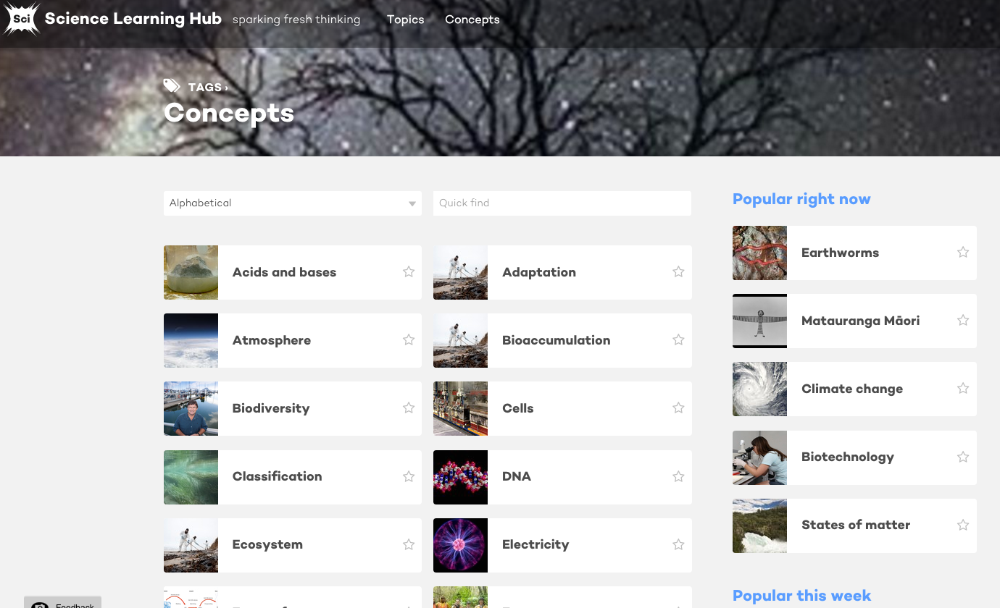 Sci
Science Learning Hub sparking fresh thinking Topics Concepts
TAGS ›
Concepts
Alphabetical
Quick find
Acids and bases
Adaptation
Atmosphere
Bioaccumulation
Biodiversity
Cells
Classification
DNA
Ecosystem
Electricity
Feedback
Popular right now
Earthworms
Matauranga Māori
Climate change
Biotechnology
States of matter
Popular this week